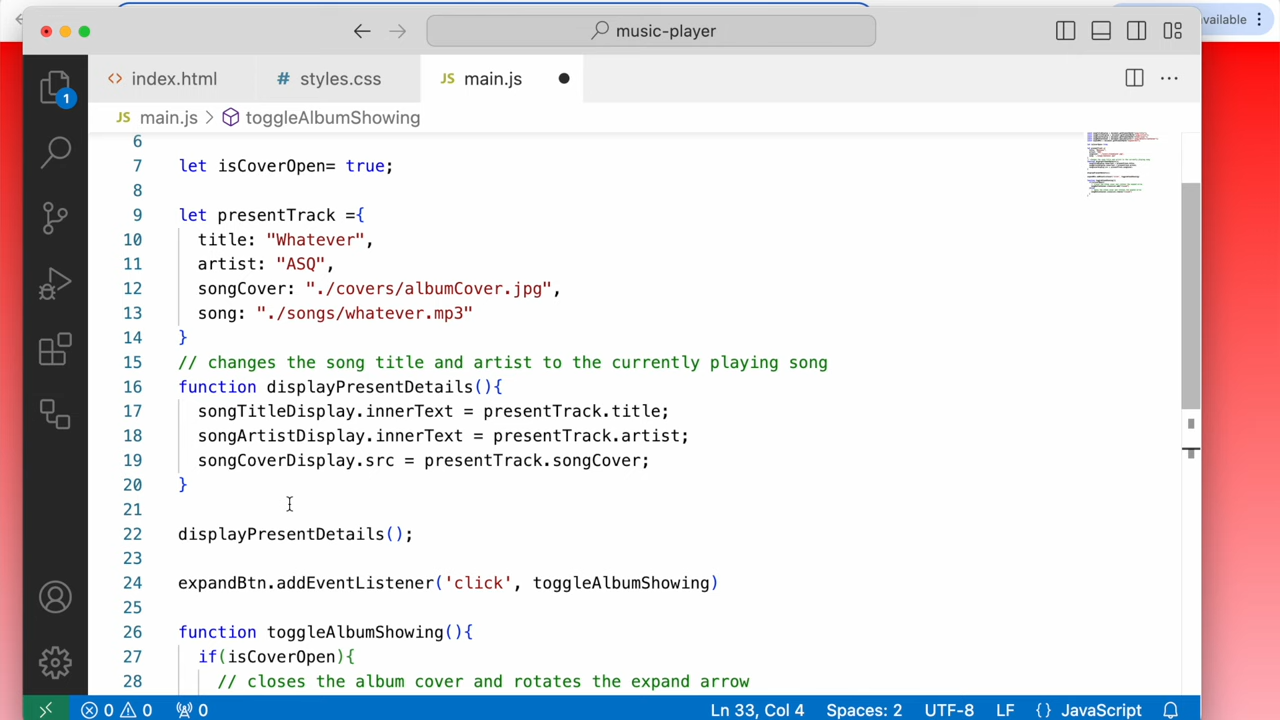 vailable
music-player
index.html
styles.css
main.js
main.js > toggleAlbumShowing
6
7 let isCoverOpen= true;
8
9 let presentTrack ={
10 title: "Whatever",
11 artist: "ASQ",
12 songCover: "./covers/albumCover.jpg",
13 song: "./songs/whatever.mp3"
14 }
15 // changes the song title and artist to the currently playing song
16 function displayPresentDetails(){
17 songTitleDisplay.innerText = presentTrack.title;
18 songArtistDisplay.innerText = presentTrack.artist;
19 songCoverDisplay.src = presentTrack.songCover;
20 }
21
22 displayPresentDetails();
23
24 expandBtn.addEventListener('click', toggleAlbumShowing)
25
26 function toggleAlbumShowing(){
27 if(isCoverOpen){
28 // closes the album cover and rotates the expand arrow
1
0 0 0 Ln 33, Col 4 Spaces: 2 UTF-8 LF {} JavaScript